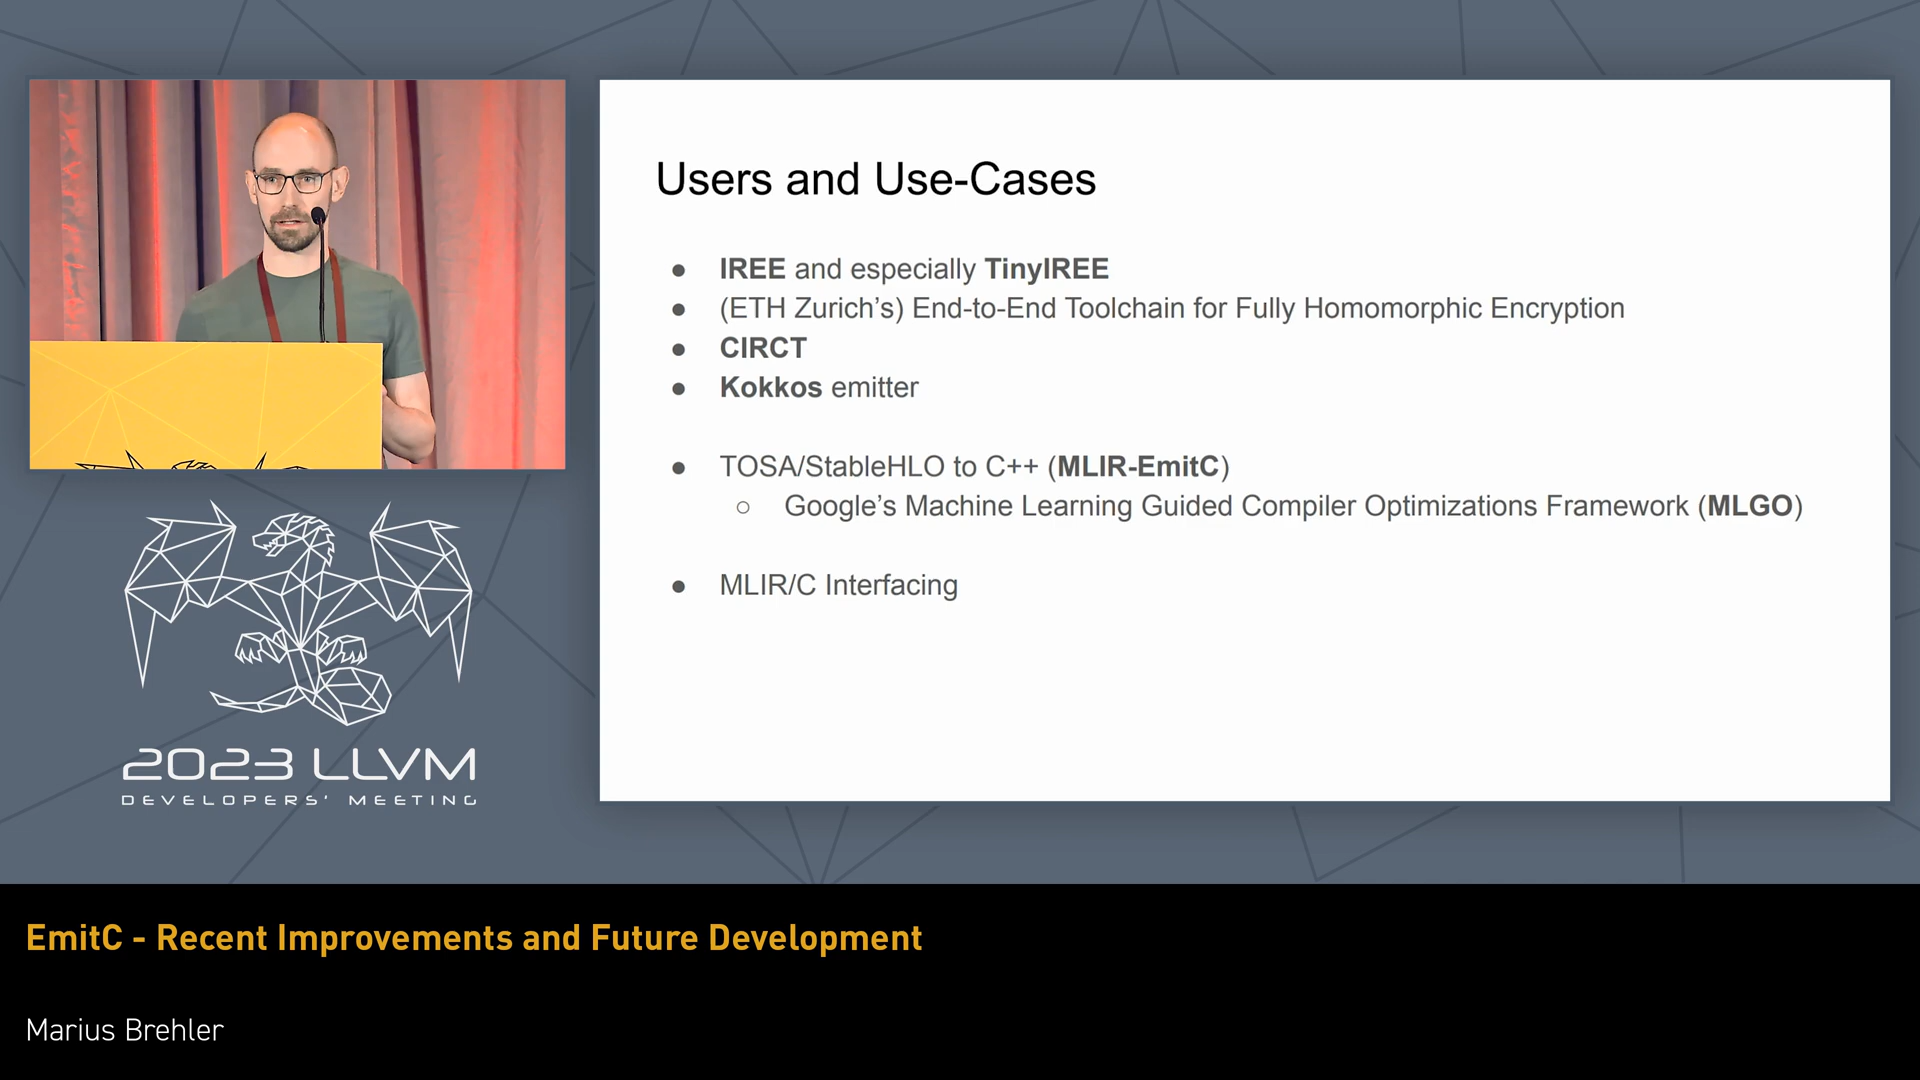 Users and Use-Cases
● IREE and especially TinyIREE
● (ETH Zurich’s) End-to-End Toolchain for Fully Homomorphic Encryption
● CIRCT
● Kokkos emitter
● TOSA/StableHLO to C++ (MLIR-EmitC)
○ Google’s Machine Learning Guided Compiler Optimizations Framework (MLGO)
● MLIR/C Interfacing
2023 LLVM
DEVELOPERS’ MEETING
EmitC - Recent Improvements and Future Development
Marius Brehler